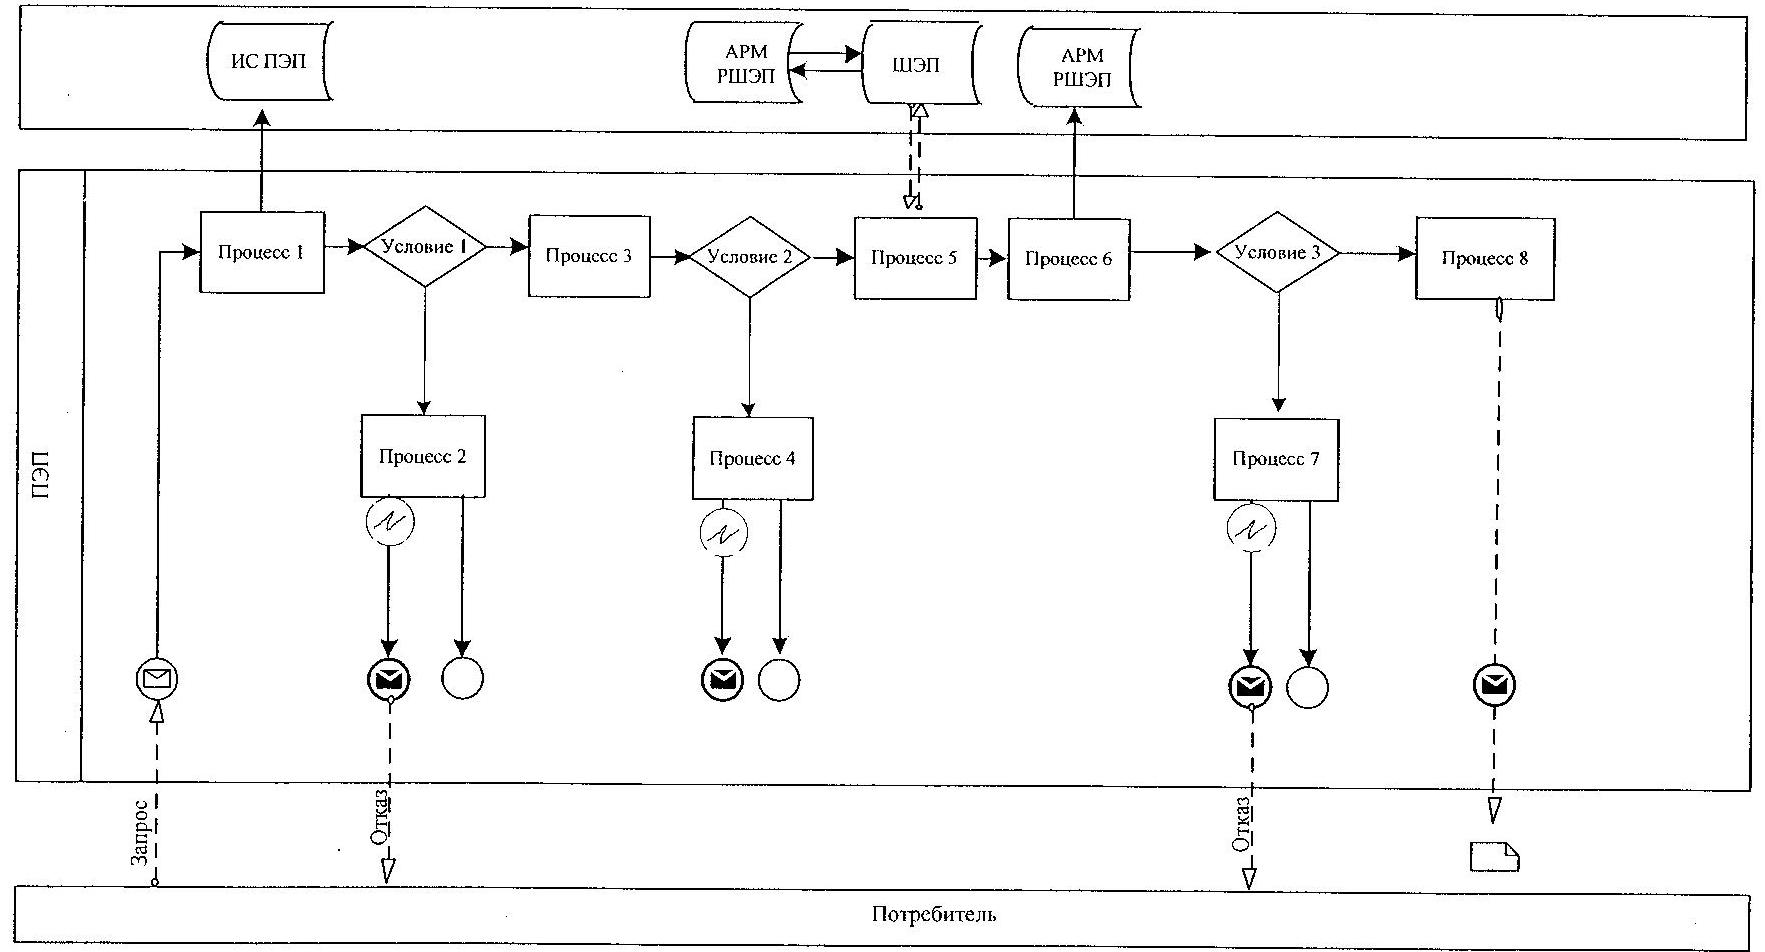 ИС ПЭП
АРМ
РШЭП
ШЭП
АРМ
РШЭП
ПЭП
Процесс 1
Условие 1
Процесс 3
Условие 2
Процесс 5
Процесс 6
Условие 3
Процесс 8
Процесс 2
Процесс 4
Процесс 7
Запрос
Отказ
Отказ
Потребитель